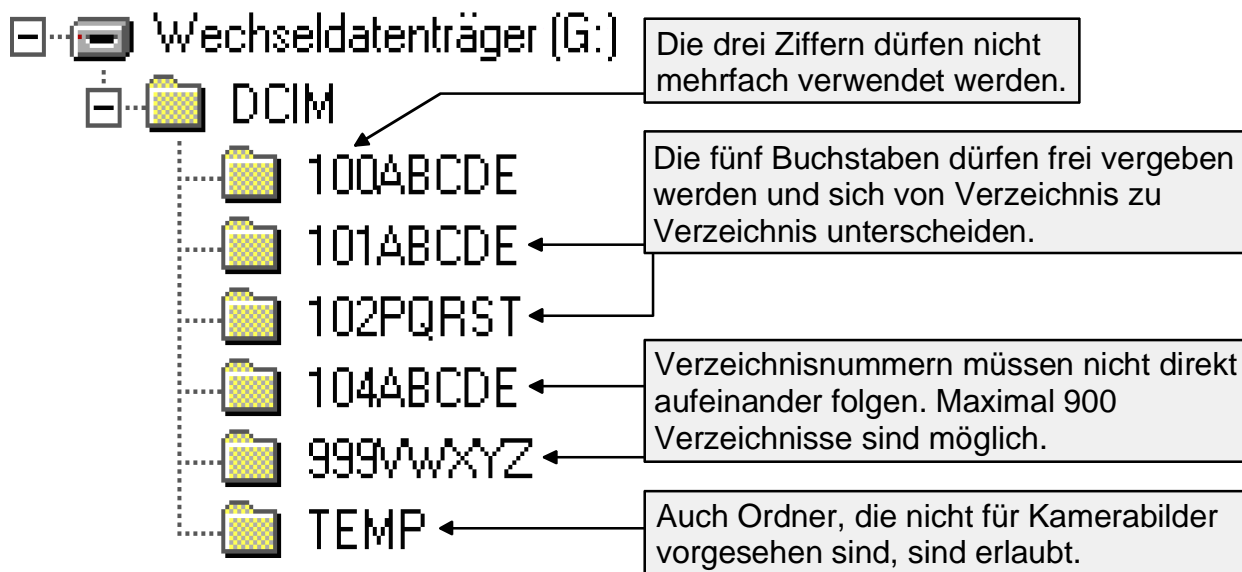 Wechseldatenträger (G:)
DCIM
100ABCDE
101ABCDE
102PQRST
104ABCDE
999VWXYZ
TEMP
Die drei Ziffern dürfen nicht
mehrfach verwendet werden.
Die fünf Buchstaben dürfen frei vergeben
werden und sich von Verzeichnis zu
Verzeichnis unterscheiden.
Verzeichnisnummern müssen nicht direkt
aufeinander folgen. Maximal 900
Verzeichnisse sind möglich.
Auch Ordner, die nicht für Kamerabilder
vorgesehen sind, sind erlaubt.